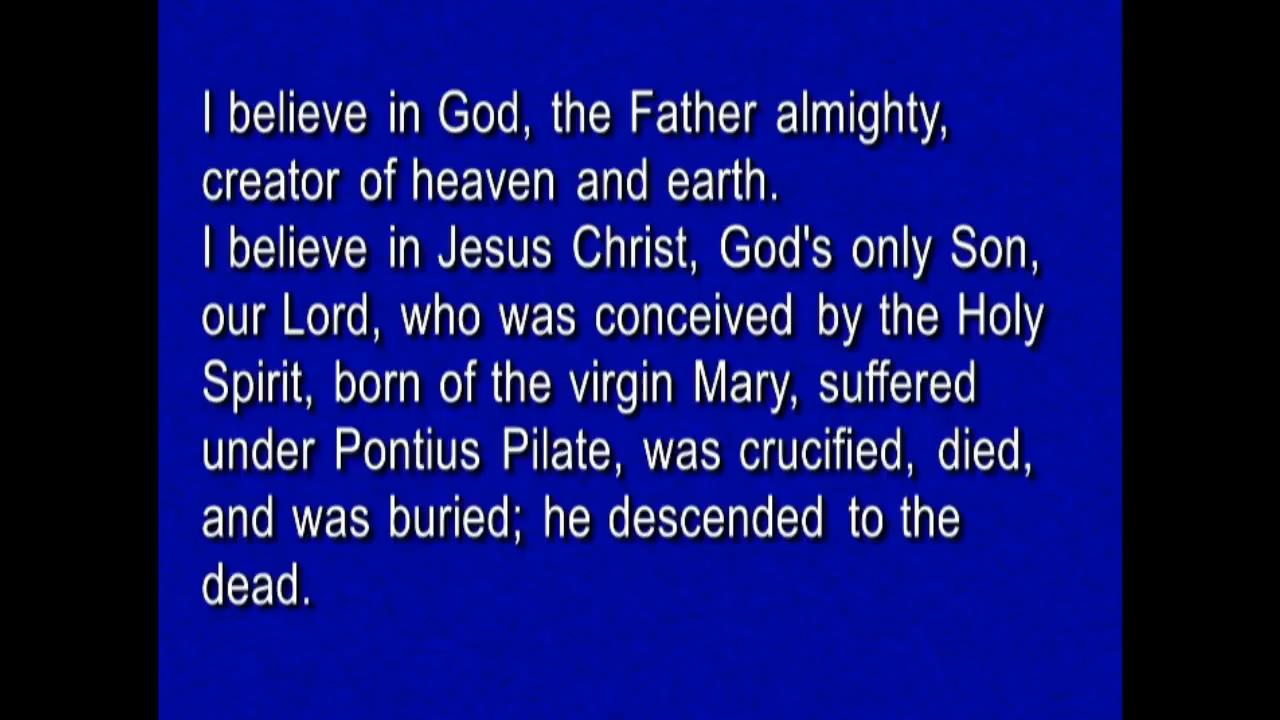 I believe in God, the Father almighty,
creator of heaven and earth.
I believe in Jesus Christ, God's only Son,
our Lord, who was conceived by the Holy
Spirit, born of the virgin Mary, suffered
under Pontius Pilate, was crucified, died,
and was buried; he descended to the
dead.